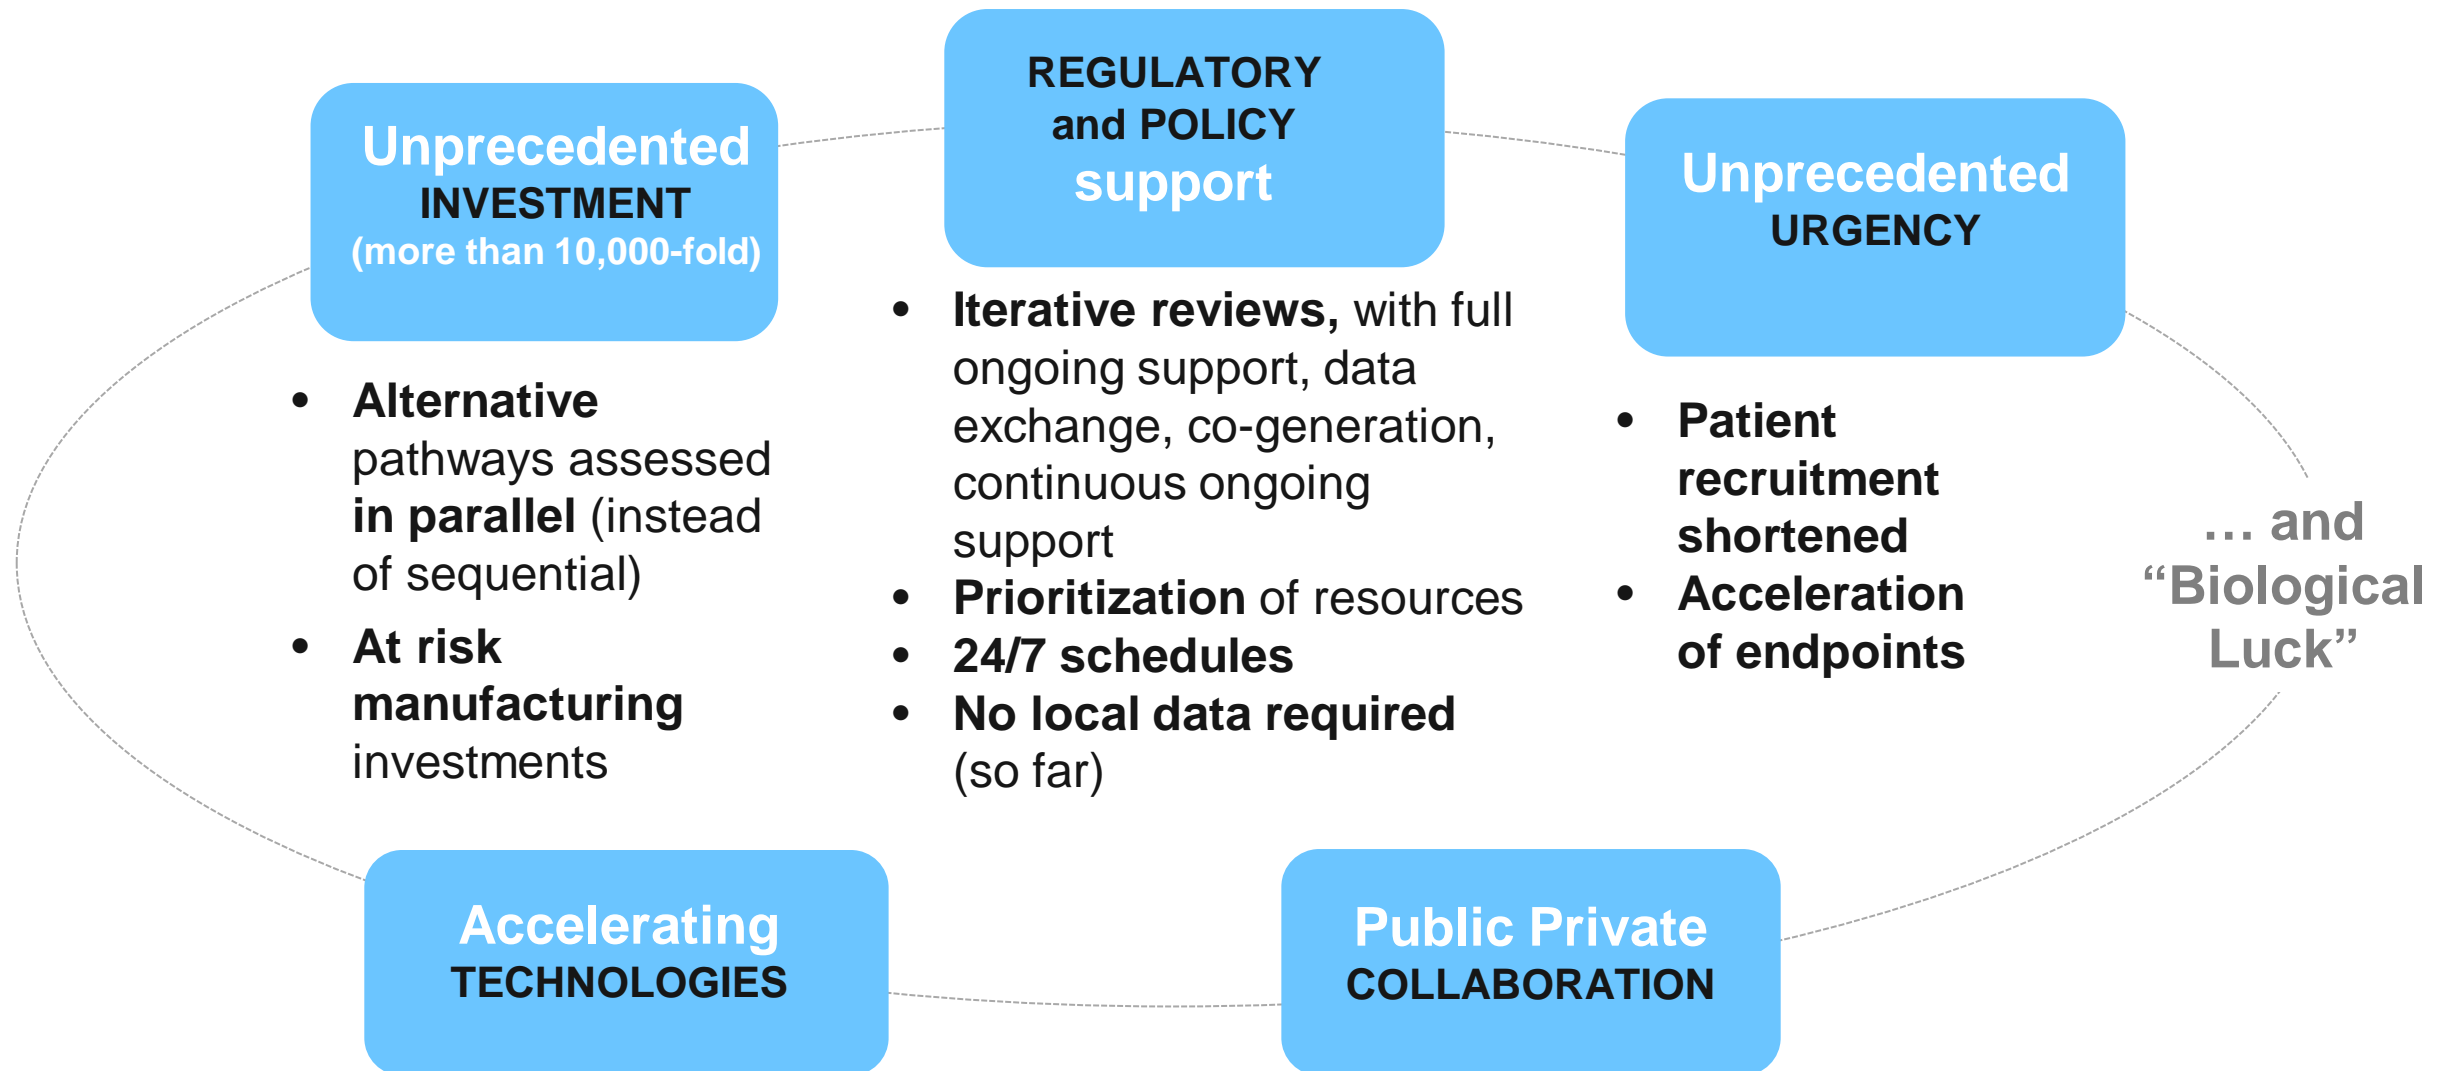 Unprecedented
INVESTMENT
(more than 10,000-fold)
• Alternative
pathways assessed
in parallel (instead
of sequential)
• At risk
manufacturing
investments
REGULATORY
and POLICY
support
• Iterative reviews, with full
ongoing support, data
exchange, co-generation,
continuous ongoing
support
• Prioritization of resources
• 24/7 schedules
• No local data required
(so far)
Unprecedented
URGENCY
• Patient
recruitment
shortened
• Acceleration
of endpoints
… and
“Biological
Luck”
Accelerating
TECHNOLOGIES
Public Private
COLLABORATION